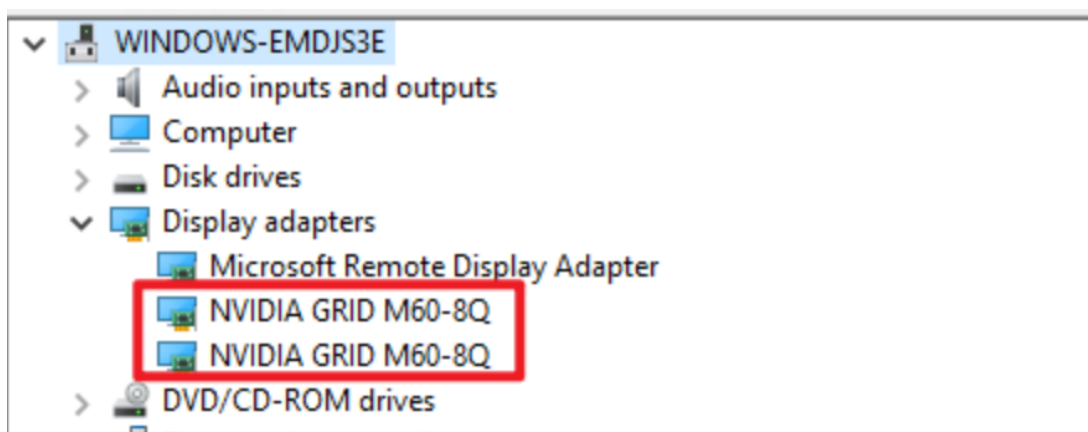 WINDOWS-EMDJS3E
Audio inputs and outputs
Computer
Disk drives
Display adapters
Microsoft Remote Display Adapter
NVIDIA GRID M60-8Q
NVIDIA GRID M60-8Q
DVD/CD-ROM drives